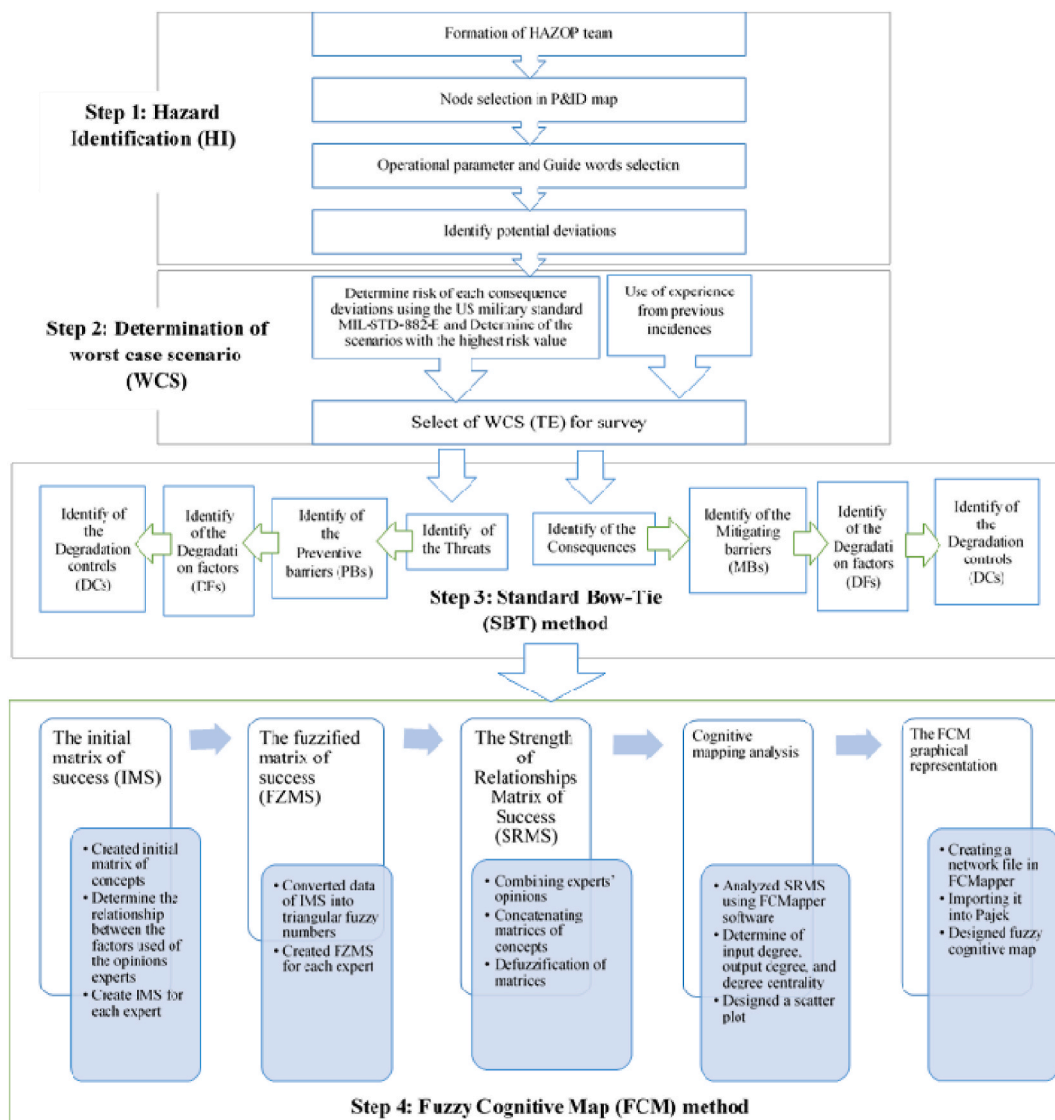 Formation of HAZOP team
Step 1: Hazard
Identification (HI)
Node selection in P&ID map
Operational parameter and Guide words selection
Identify potential deviations
Step 2: Determination of
worst case scenario
(WCS)
Determine risk of each consequence
deviations using the US military standard
MIL-STD-882-E and Determine of the
scenarios with the highest risk value
Use of experience
from previous
incidences
Select of WCS (TE) for survey
Identify of
the
Degradation
controls
(DCs)
Identify
of the
Degradati
on factors
(DFs)
Identify of
the
Preventive
barriers (PBs)
Identify of
the Threats
Identify of the
Consequences
Identify of the
Mitigating
barriers
(MBs)
Identify
of the
Degradati
on factors
(DFs)
Identify of
the
Degradation
controls
(DCs)
Step 3: Standard Bow-Tie
(SBT) method
The initial
matrix of
success (IMS)
• Created initial
matrix of
concepts
• Determine the
relationship
between the
factors used of
the opinions
experts
• Create IMS for
each expert
The fuzzified
matrix of
success
(FZMS)
• Converted data
of IMS into
triangular fuzzy
numbers
• Created FZMS
for each expert
The Strength
of
Relationships
Matrix of
Success
(SRMS)
• Combining experts'
opinions
• Concatenating
matrices of
concepts
• Defuzzification of
matrices
Cognitive
mapping analysis
• Analyzed SRMS
using FCMapper
software
• Determine of
input degree,
output degree, and
degree centrality
• Designed a scatter
plot
The FCM
graphical
representation
• Creating a
network file in
FCMapper
• Importing it
into Pajek
• Designed fuzzy
cognitive map
Step 4: Fuzzy Cognitive Map (FCM) method